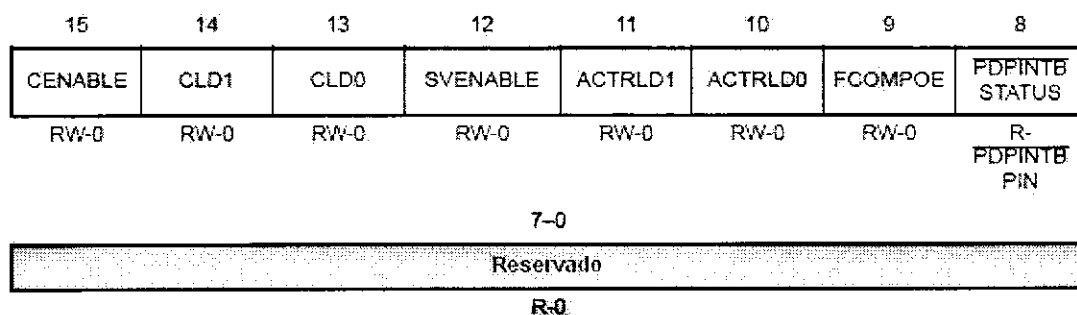 15 14 13 12 11 10 9 8
CENABLE CLD1 CLD0 SVENABLE ACTRLD1 ACTRLD0 FCOMPOE PDPINTB
STATUS
RW-0 RW-0 RW-0 RW-0 RW-0 RW-0 RW-0 R-
PDPINTB
PIN
7–0
Reservado
R-0